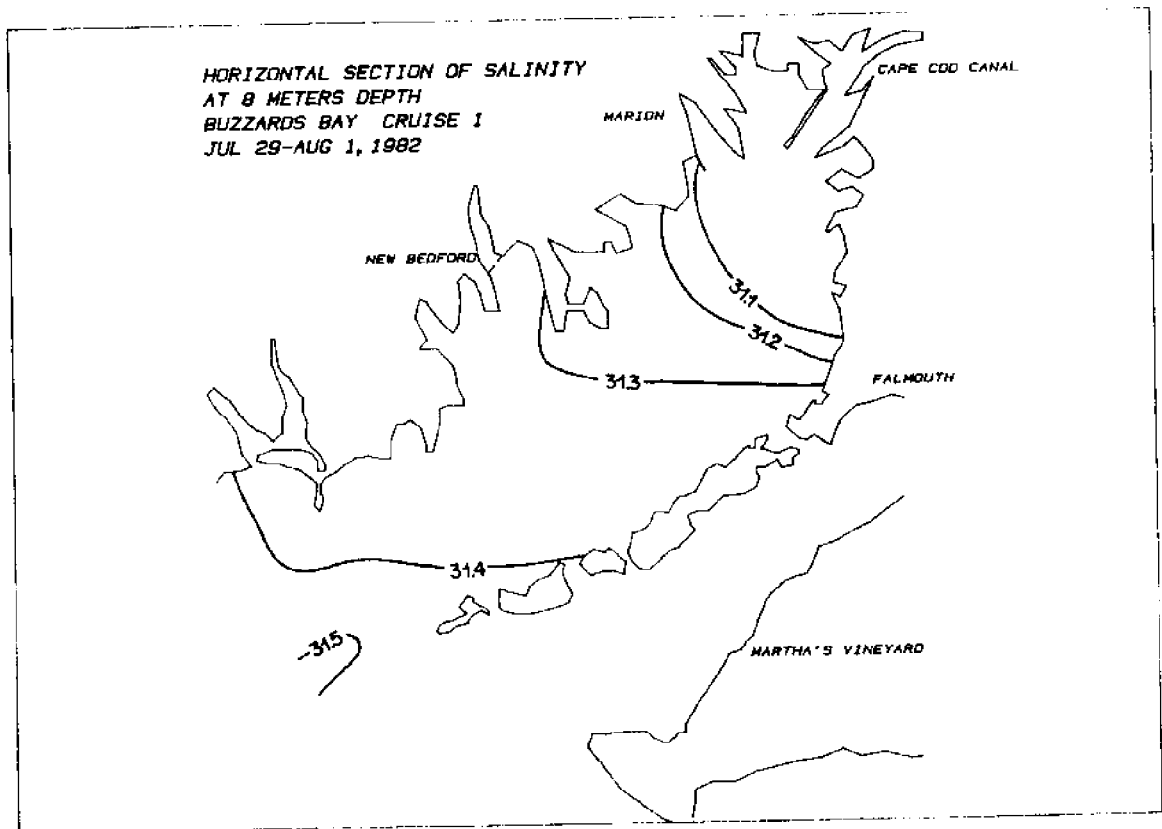 HORIZONTAL SECTION OF SALINITY
AT 8 METERS DEPTH
BUZZARDS BAY CRUISE I
JUL 29-AUG 1, 1982
CAPE COD CANAL
MARION
NEW BEDFORD
31.1
31.2
31.3
FALMOUTH
31.4
31.5
MARTHA'S VINEYARD